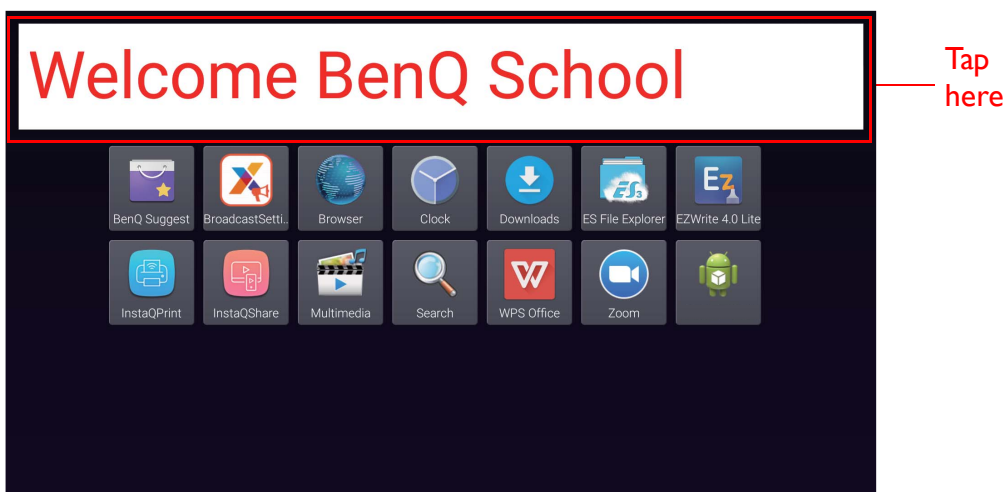 Welcome BenQ School
Tap
here
BenQ Suggest BroadcastSetti.. Browser Clock Downloads ES File Explorer EZWrite 4.0 Lite
InstaQPrint InstaQShare Multimedia Search WPS Office Zoom